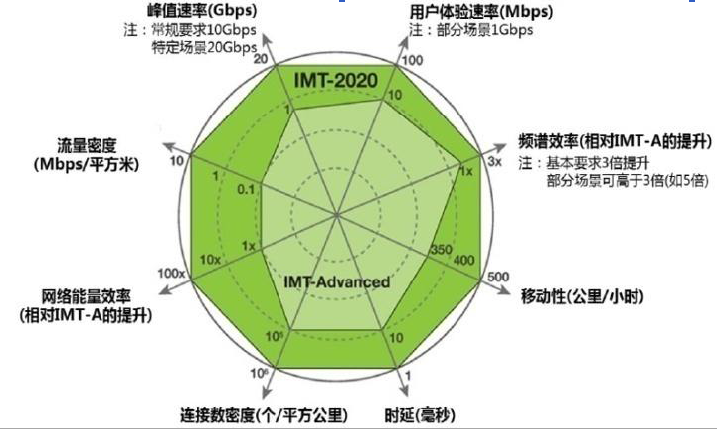 峰值速率(Gbps)
注：常规要求10Gbps
特定场景20Gbps
用户体验速率(Mbps)
注：部分场景1Gbps
20
100
IMT-2020
1
10
流量密度
(Mbps/平方米)
10
1
0.1
频谱效率(相对IMT-A的提升)
注：基本要求3倍提升
部分场景可高于3倍(如5倍)
3x
1x
网络能量效率
(相对IMT-A的提升)
100x
10x
1x
350
400
500
移动性(公里/小时)
IMT-Advanced
10⁵
10⁶
10
1
连接数密度(个/平方公里)
时延(毫秒)